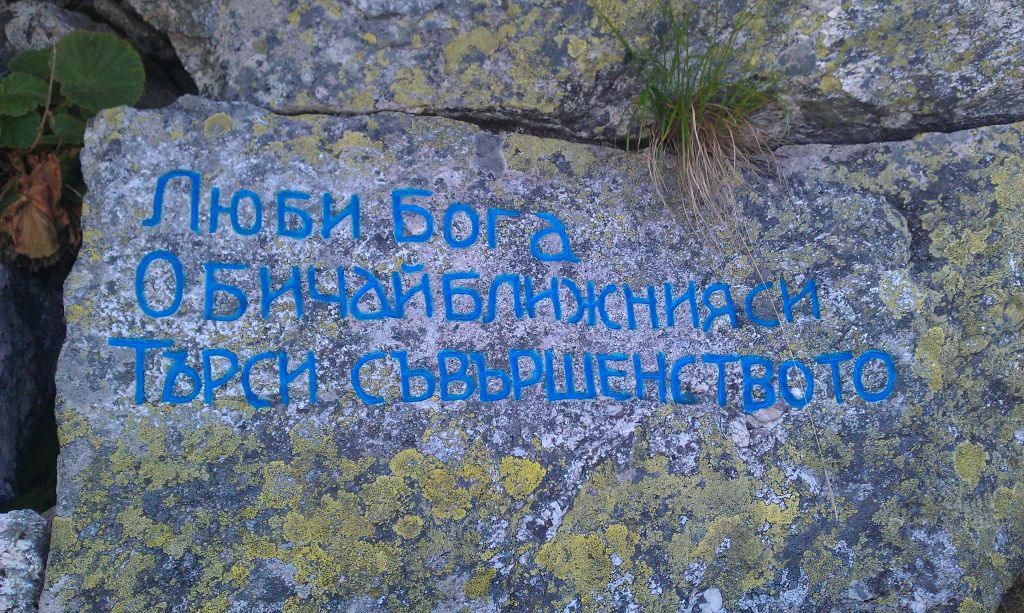 Люби Бога
Обичай Ближния си
Търси съвършенството